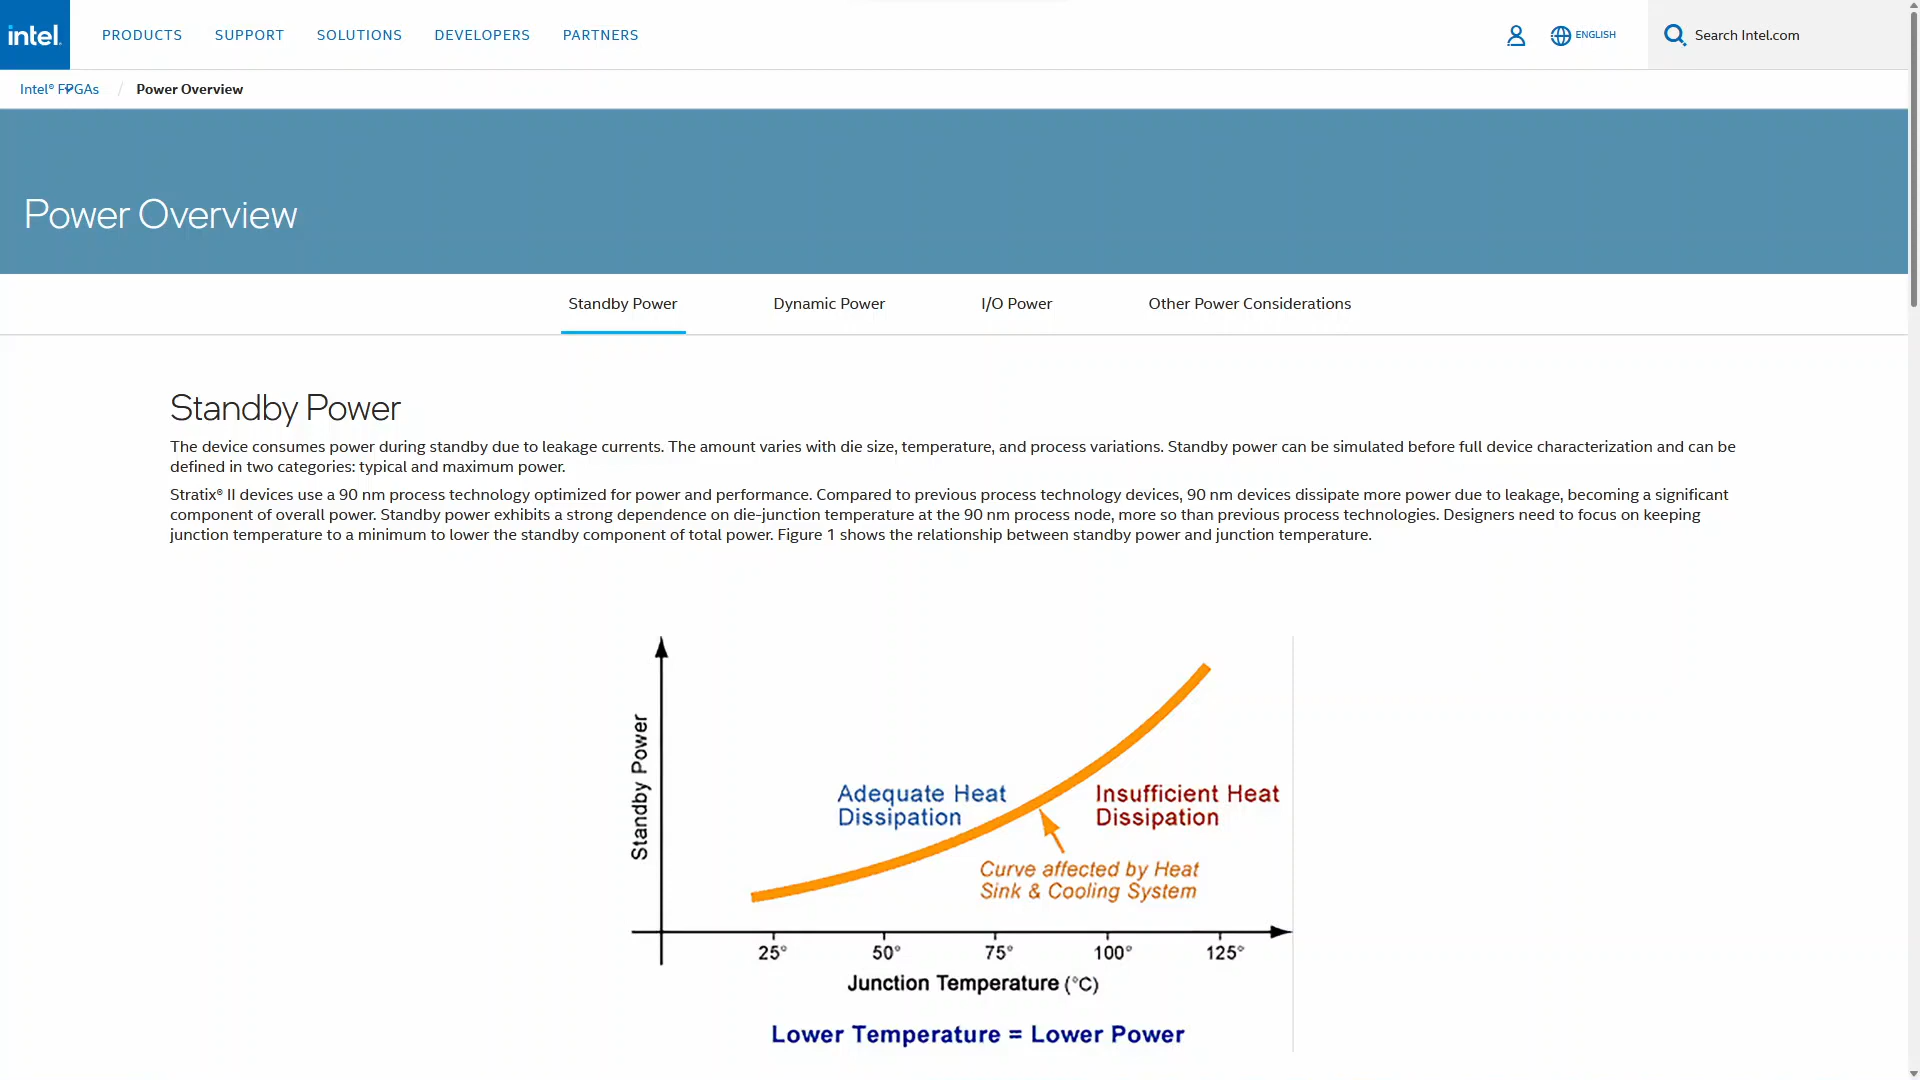 intel.
PRODUCTS
SUPPORT
SOLUTIONS
DEVELOPERS
PARTNERS
ENGLISH
Search Intel.com
Intel® FPGAs / Power Overview
Power Overview
Standby Power
Dynamic Power
I/O Power
Other Power Considerations
Standby Power
The device consumes power during standby due to leakage currents. The amount varies with die size, temperature, and process variations. Standby power can be simulated before full device characterization and can be
defined in two categories: typical and maximum power.
Stratix® II devices use a 90 nm process technology optimized for power and performance. Compared to previous process technology devices, 90 nm devices dissipate more power due to leakage, becoming a significant
component of overall power. Standby power exhibits a strong dependence on die-junction temperature at the 90 nm process node, more so than previous process technologies. Designers need to focus on keeping
junction temperature to a minimum to lower the standby component of total power. Figure 1 shows the relationship between standby power and junction temperature.
Standby Power
Adequate Heat
Dissipation
Insufficient Heat
Dissipation
Curve affected by Heat
Sink & Cooling System
25° 50° 75° 100° 125°
Junction Temperature (°C)
Lower Temperature = Lower Power